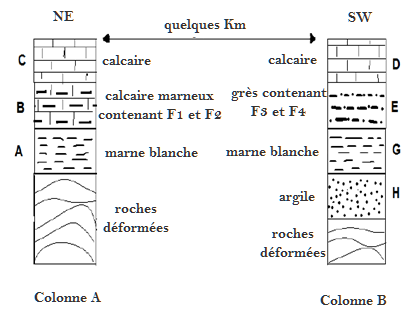 NE
quelques Km
SW
C
calcaire
calcaire
D
B
calcaire marneux
contenant F1 et F2
grès contenant
F3 et F4
E
A
marne blanche
marne blanche
G
argile
H
roches
déformées
roches
déformées
Colonne A
Colonne B